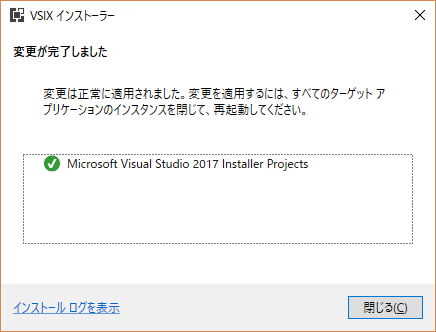 VSIX インストーラー
変更が完了しました
変更は正常に適用されました。変更を適用するには、すべてのターゲット ア
プリケーションのインスタンスを閉じて、再起動してください。
Microsoft Visual Studio 2017 Installer Projects
インストール ログを表示
閉じる(C)